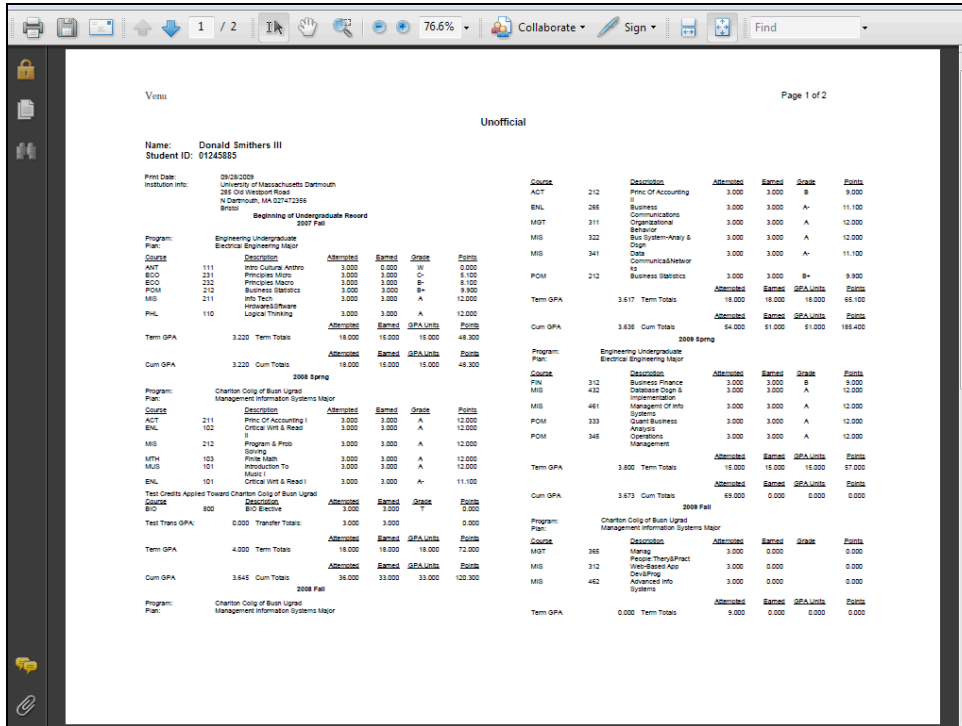 1 / 2 76.6% Collaborate Sign Find
Venu
Page 1 of 2
Unofficial
Name: Donald Smithers III
Student ID: 01245885
Print Date: 09/28/2009
Institution Info: University of Massachusetts Dartmouth
285 Old Westport Road
N Dartmouth, MA 027472356
Bristol
Beginning of Undergraduate Record
2007 Fall
Program: Engineering Undergraduate
Plan: Electrical Engineering Major
Course Description Attempted Earned Grade Points
ANT 111 Intro Cultural Anthro 3.000 0.000 W 0.000
ECO 231 Principles Micro 3.000 3.000 C- 5.100
ECO 232 Principles Macro 3.000 3.000 B- 8.100
POM 212 Business Statistics 3.000 3.000 B+ 9.900
MIS 211 Info Tech 3.000 3.000 A 12.000
Hrdware&Sftware
PHL 110 Logical Thinking 3.000 3.000 A 12.000
Attempted Earned GPA Units Points
Term GPA 3.220 Term Totals 18.000 15.000 15.000 48.300
Attempted Earned GPA Units Points
Cum GPA 3.220 Cum Totals 18.000 15.000 15.000 48.300
2008 Sprng
Program: Charlton Collg of Busn Ugrad
Plan: Management Information Systems Major
Course Description Attempted Earned Grade Points
ACT 211 Princ Of Accounting I 3.000 3.000 A 12.000
ENL 102 Critical Writ & Read 3.000 3.000 A 12.000
II
MIS 212 Program & Prob 3.000 3.000 A 12.000
Solving
MTH 103 Finite Math 3.000 3.000 A 12.000
MUS 101 Introduction To 3.000 3.000 A 12.000
Music I
ENL 101 Critical Writ & Read I 3.000 3.000 A- 11.100
Test Credits Applied Toward Charlton Collg of Busn Ugrad
Course Description Attempted Earned Grade Points
BIO 800 BIO Elective 3.000 3.000 T 0.000
Test Trans GPA: 0.000 Transfer Totals: 3.000 3.000 0.000
Attempted Earned GPA Units Points
Term GPA 4.000 Term Totals 18.000 18.000 18.000 72.000
Attempted Earned GPA Units Points
Cum GPA 3.645 Cum Totals 36.000 33.000 33.000 120.300
2008 Fall
Program: Charlton Collg of Busn Ugrad
Plan: Management Information Systems Major
Course Description Attempted Earned Grade Points
ACT 212 Princ Of Accounting 3.000 3.000 B 9.000
II
ENL 265 Business 3.000 3.000 A- 11.100
Communications
MGT 311 Organizational 3.000 3.000 A 12.000
Behavior
MIS 322 Bus System-Analy & 3.000 3.000 A 12.000
Dsgn
MIS 341 Data 3.000 3.000 A- 11.100
Communica&Networ
ks
POM 212 Business Statistics 3.000 3.000 B+ 9.900
Attempted Earned GPA Units Points
Term GPA 3.617 Term Totals 18.000 18.000 18.000 65.100
Attempted Earned GPA Units Points
Cum GPA 3.635 Cum Totals 54.000 51.000 51.000 185.400
2009 Sprng
Program: Engineering Undergraduate
Plan: Electrical Engineering Major
Course Description Attempted Earned Grade Points
FIN 312 Business Finance 3.000 3.000 B 9.000
MIS 432 Database Dsgn & 3.000 3.000 A 12.000
Implementation
MIS 461 Managemt Of Info 3.000 3.000 A 12.000
Systems
POM 333 Quant Business 3.000 3.000 A 12.000
Analysis
POM 345 Operations 3.000 3.000 A 12.000
Management
Attempted Earned GPA Units Points
Term GPA 3.800 Term Totals 15.000 15.000 15.000 57.000
Attempted Earned GPA Units Points
Cum GPA 3.673 Cum Totals 69.000 0.000 0.000 0.000
2009 Fall
Program: Charlton Collg of Busn Ugrad
Plan: Management Information Systems Major
Course Description Attempted Earned Grade Points
MGT 365 Manag 3.000 0.000 0.000
People:Thery&Pract
MIS 312 Web-Based App 3.000 0.000 0.000
Dev&Prog
MIS 462 Advanced Info 3.000 0.000 0.000
Systems
Attempted Earned GPA Units Points
Term GPA 0.000 Term Totals 9.000 0.000 0.000 0.000